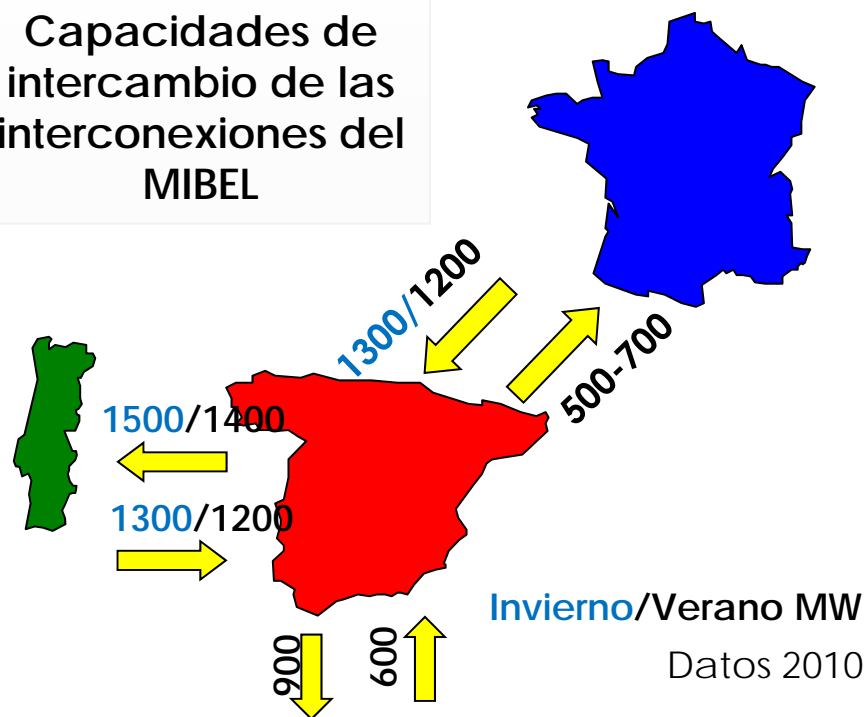 Capacidades de
intercambio de las
interconexiones del
MIBEL
1300/1200
500-700
1500/1400
1300/1200
900
600
Invierno/Verano MW
Datos 2010